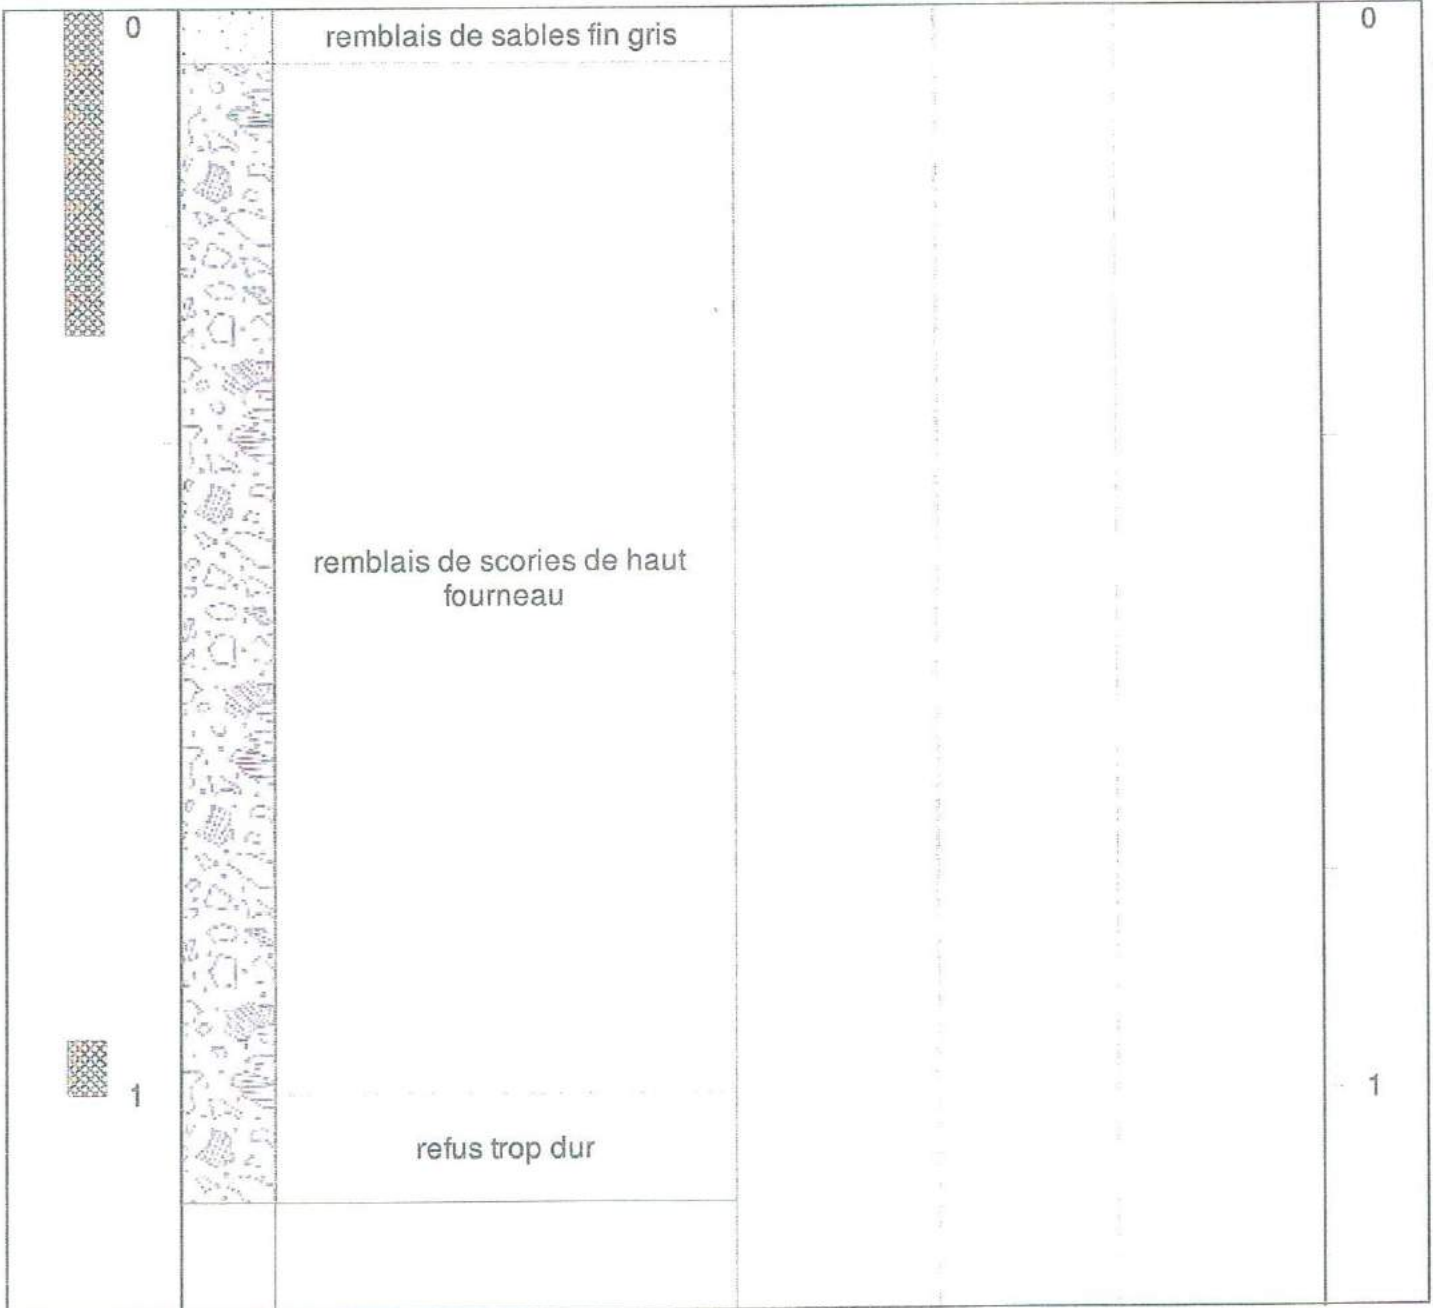 0
remblais de sables fin gris
0
remblais de scories de haut
fourneau
1
1
refus trop dur